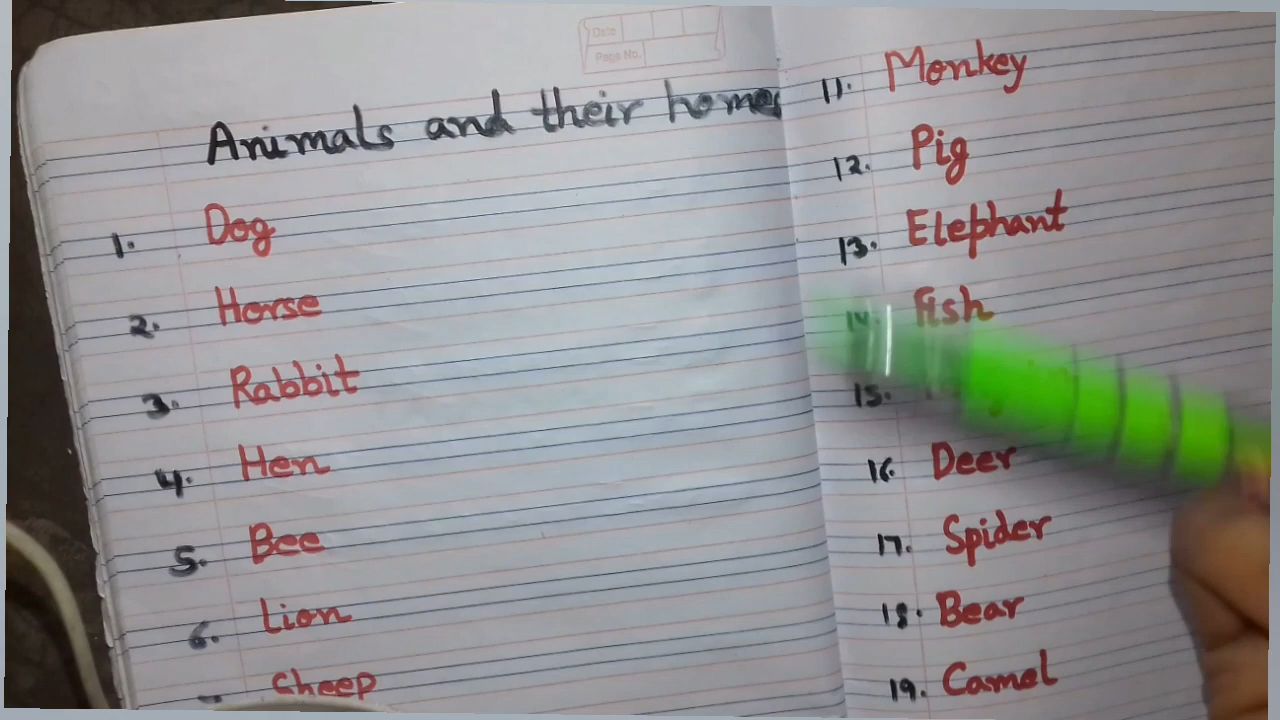 Date
Page No.
Animals and their homes
1. Dog
2. Horse
3. Rabbit
4. Hen
5. Bee
6. Lion
Sheep
11. Monkey
12. Pig
13. Elephant
14. Fish
15.
16. Deer
17. Spider
18. Bear
19. Camel